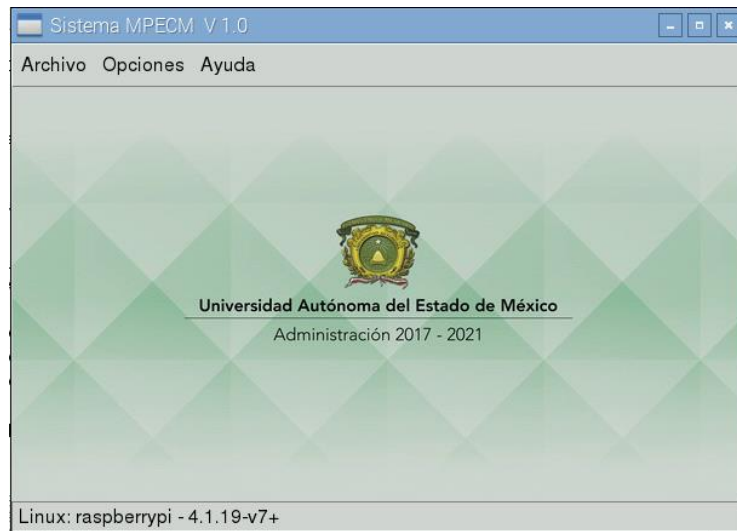 Sistema MPECM V 1.0
Archivo Opciones Ayuda
Universidad Autónoma del Estado de México
Administración 2017 - 2021
Linux: raspberrypi - 4.1.19-v7+